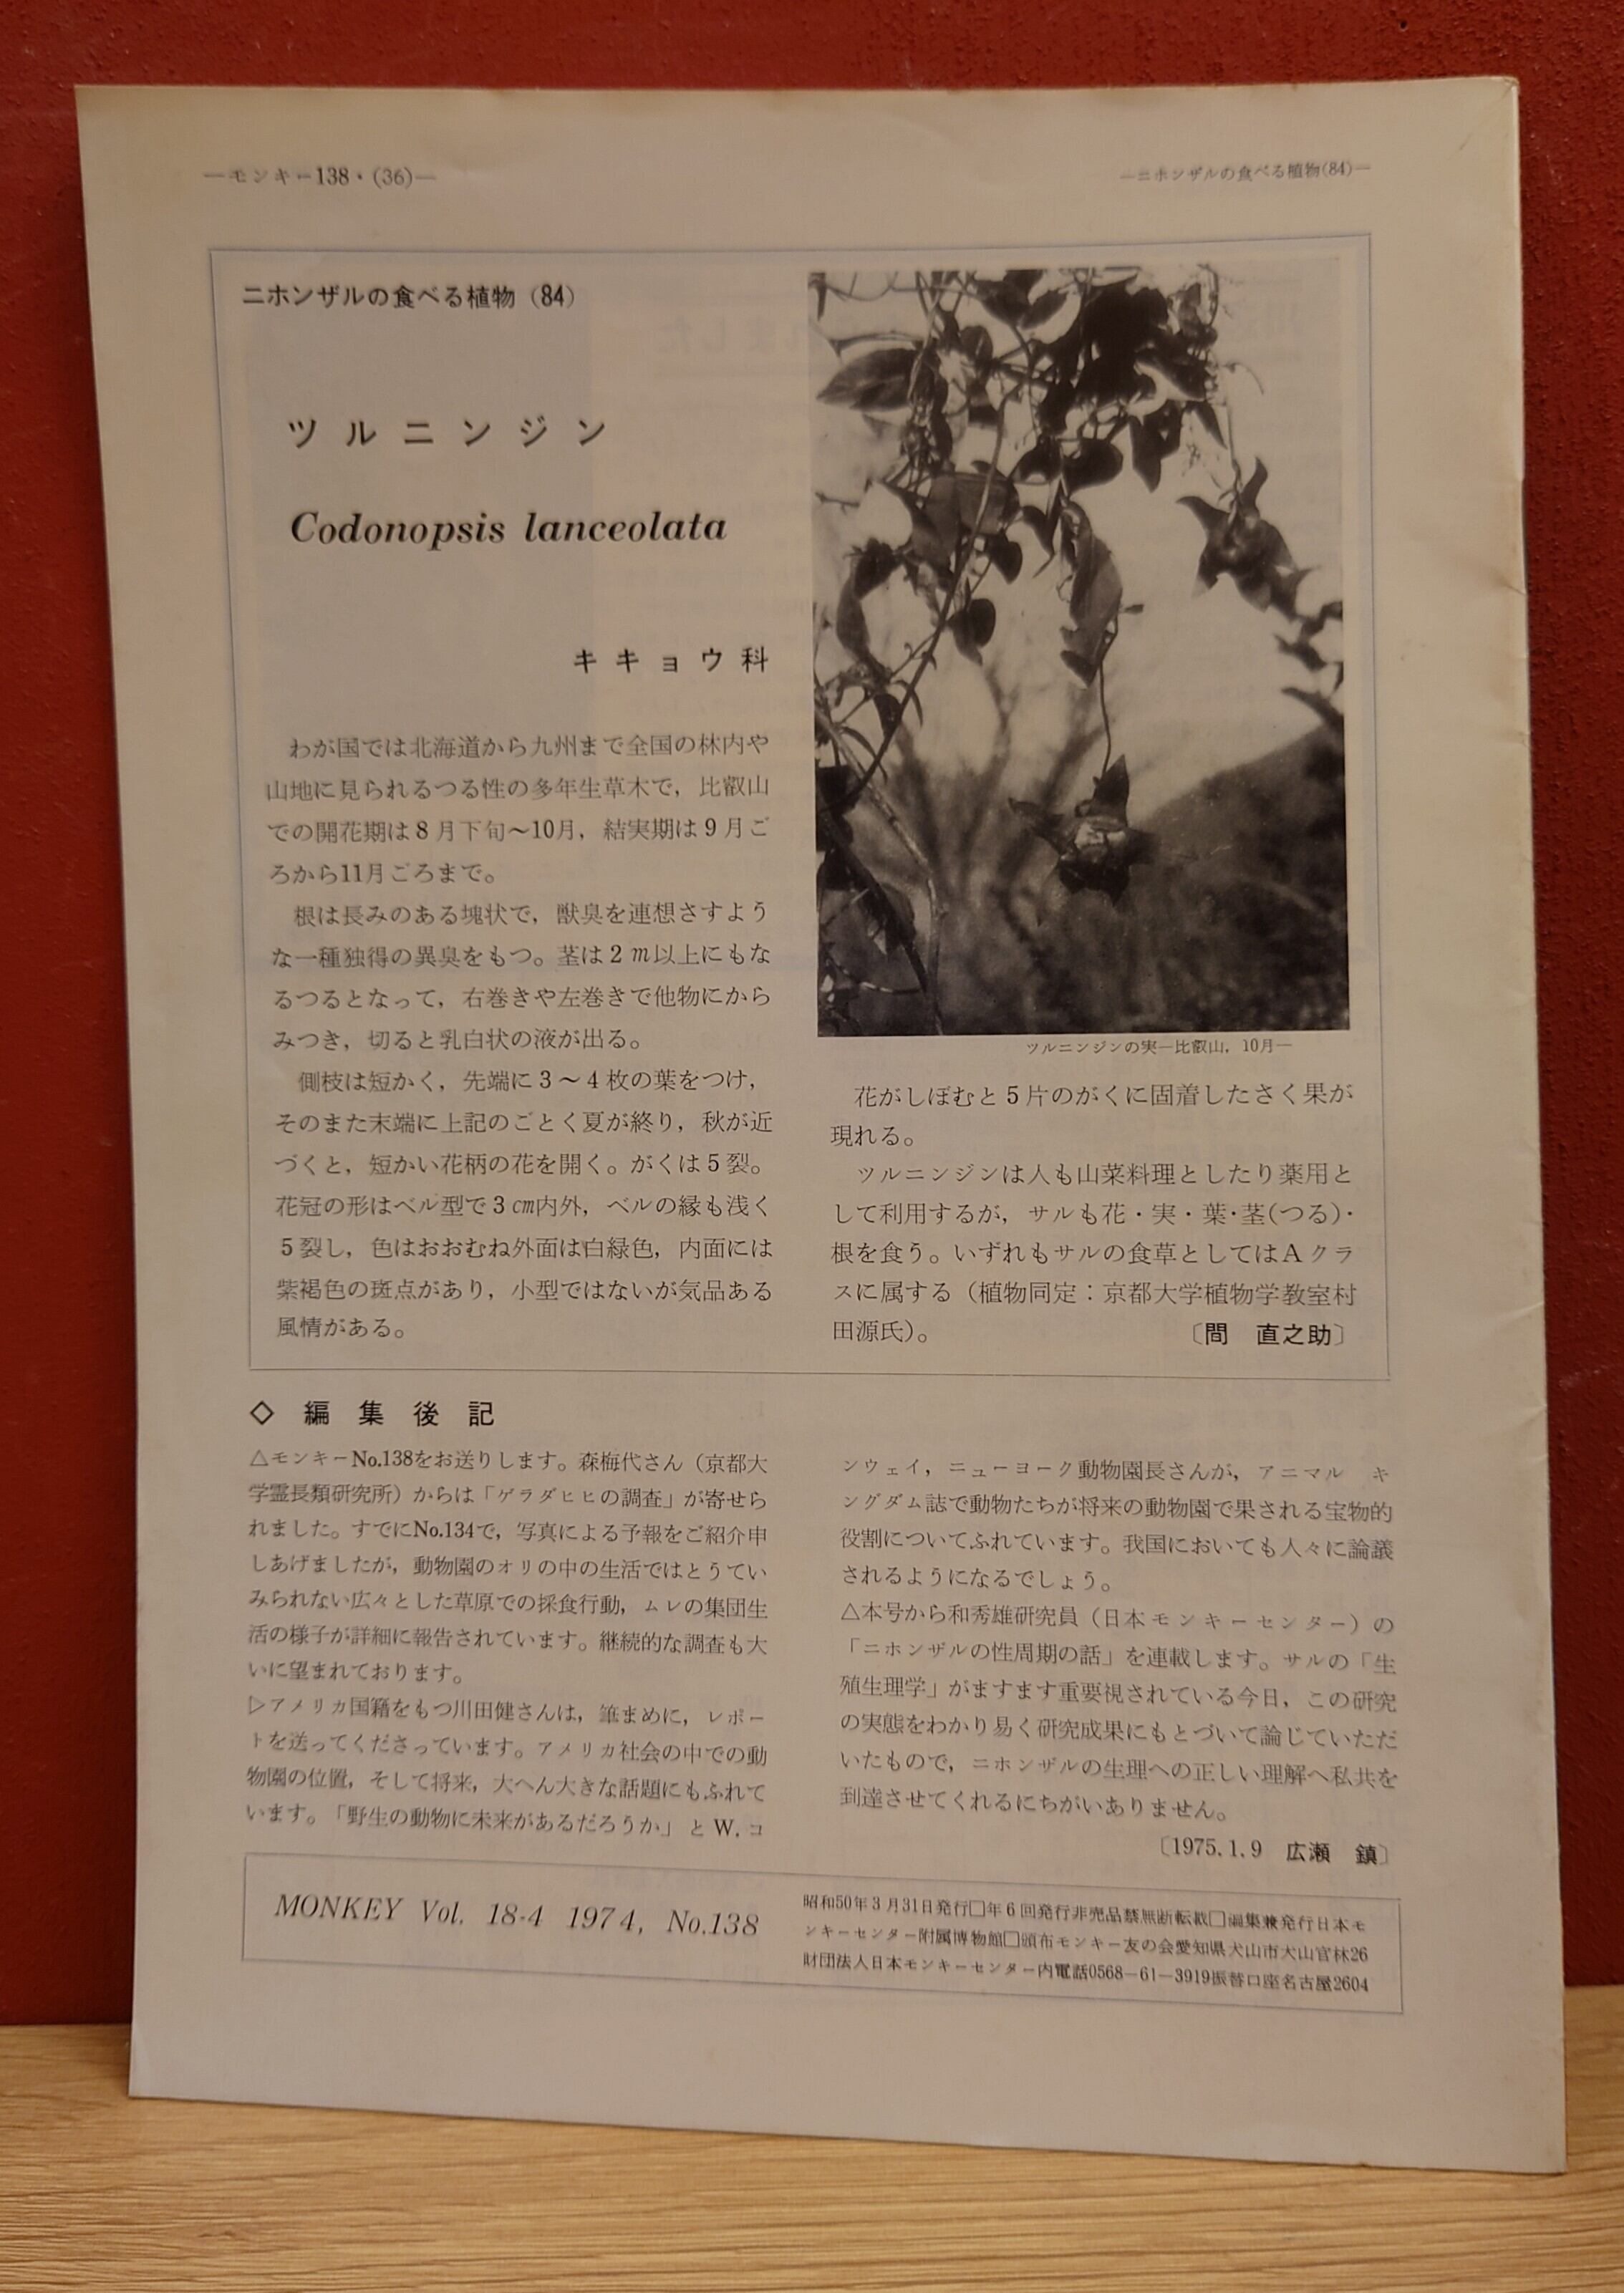 ―モンキー138・(36)―
―ニホンザルの食べる植物(84)―
ニホンザルの食べる植物（84）
ツルニンジン
Codonopsis lanceolata
キキョウ科
わが国では北海道から九州まで全国の林内や
山地に見られるつる性の多年生草木で，比叡山
での開花期は8月下旬〜10月，結実期は9月ご
ろから11月ごろまで。
根は長みのある塊状で，獣臭を連想さすよう
な一種独得の異臭をもつ。茎は2m以上にもな
るつるとなって，右巻きや左巻きで他物にから
みつき，切ると乳白状の液が出る。
側枝は短かく，先端に3〜4枚の葉をつけ，
そのまた末端に上記のごとく夏が終り，秋が近
づくと，短かい花柄の花を開く。がくは5裂。
花冠の形はベル型で3cm内外，ベルの縁も浅く
5裂し，色はおおむね外面は白緑色，内面には
紫褐色の斑点があり，小型ではないが気品ある
風情がある。
ツルニンジンの実―比叡山，10月―
花がしぼむと5片のがくに固着したさく果が
現れる。
ツルニンジンは人も山菜料理としたり薬用と
して利用するが，サルも花・実・葉・茎(つる)・
根を食う。いずれもサルの食草としてはAクラ
スに属する（植物同定：京都大学植物学教室村
田源氏）。
〔間　直之助〕
◇ 編集後記
△モンキーNo.138をお送りします。森梅代さん（京都大
学霊長類研究所）からは「ゲラダヒヒの調査」が寄せら
れました。すでにNo.134で，写真による予報をご紹介申
しあげましたが，動物園のオリの中の生活ではとうてい
みられない広々とした草原での採食行動，ムレの集団生
活の様子が詳細に報告されています。継続的な調査も大
いに望まれております。
▷アメリカ国籍をもつ川田健さんは，筆まめに，レポー
トを送ってくださっています。アメリカ社会の中での動
物園の位置，そして将来，大へん大きな話題にもふれて
います。「野生の動物に未来があるだろうか」とW．コ
ンウェイ，ニューヨーク動物園長さんが，アニマル　キ
ングダム誌で動物たちが将来の動物園で果される宝物的
役割についてふれています。我国においても人々に論議
されるようになるでしょう。
△本号から和秀雄研究員（日本モンキーセンター）の
「ニホンザルの性周期の話」を連載します。サルの「生
殖生理学」がますます重要視されている今日，この研究
の実態をわかり易く研究成果にもとづいて論じていただ
いたもので，ニホンザルの生理への正しい理解へ私共を
到達させてくれるにちがいありません。
〔1975.1.9　広瀬　鎮〕
MONKEY Vol. 18-4 1974, No.138
昭和50年3月31日発行□年6回発行非売品禁無断転載□編集兼発行日本モ
ンキーセンター附属博物館□頒布モンキー友の会愛知県犬山市犬山官林26
財団法人日本モンキーセンター内電話0568－61－3919振替口座名古屋2604